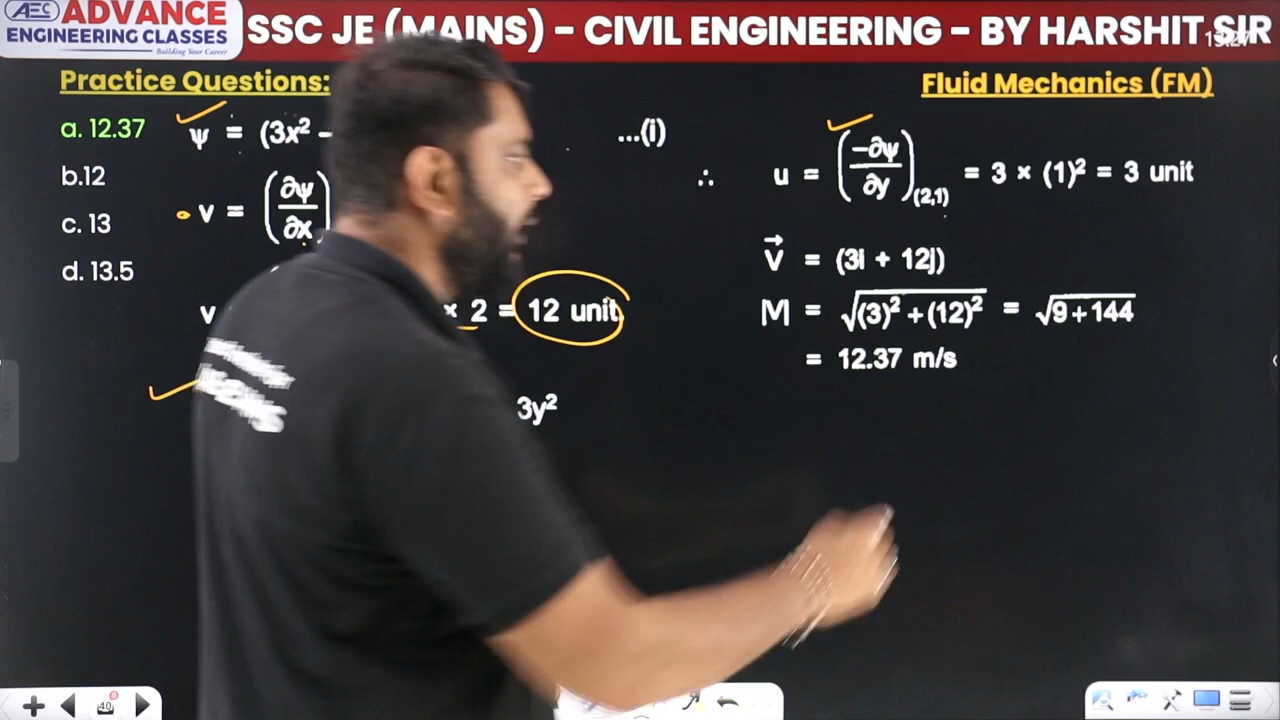 AEC ADVANCE
ENGINEERING CLASSES
Building Your Career
SSC JE (MAINS) - CIVIL ENGINEERING - BY HARSHIT SIR
Practice Questions:
Fluid Mechanics (FM)
a. 12.37
b.12
c. 13
d. 13.5
ψ = (3x² - ...(i)
v = (∂ψ/∂x
v × 2 = 12 unit
3y²
∴ u = (-∂ψ/∂y)(2,1) = 3 × (1)² = 3 unit
V⃗ = (3i + 12j)
M = √(3)² + (12)² = √9 + 144
= 12.37 m/s
40